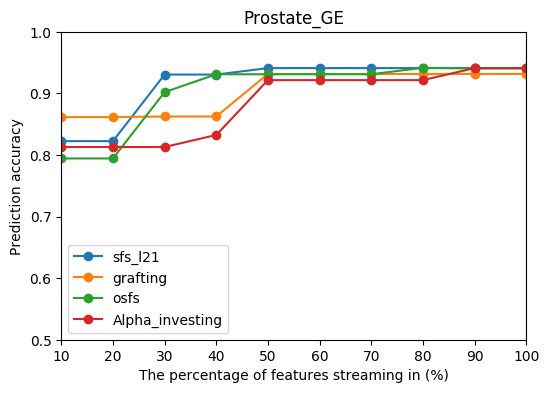 Prostate_GE
1.0
0.9
0.8
0.7
0.6
0.5
Prediction accuracy
sfs_l21
grafting
osfs
Alpha_investing
10 20 30 40 50 60 70 80 90 100
The percentage of features streaming in (%)